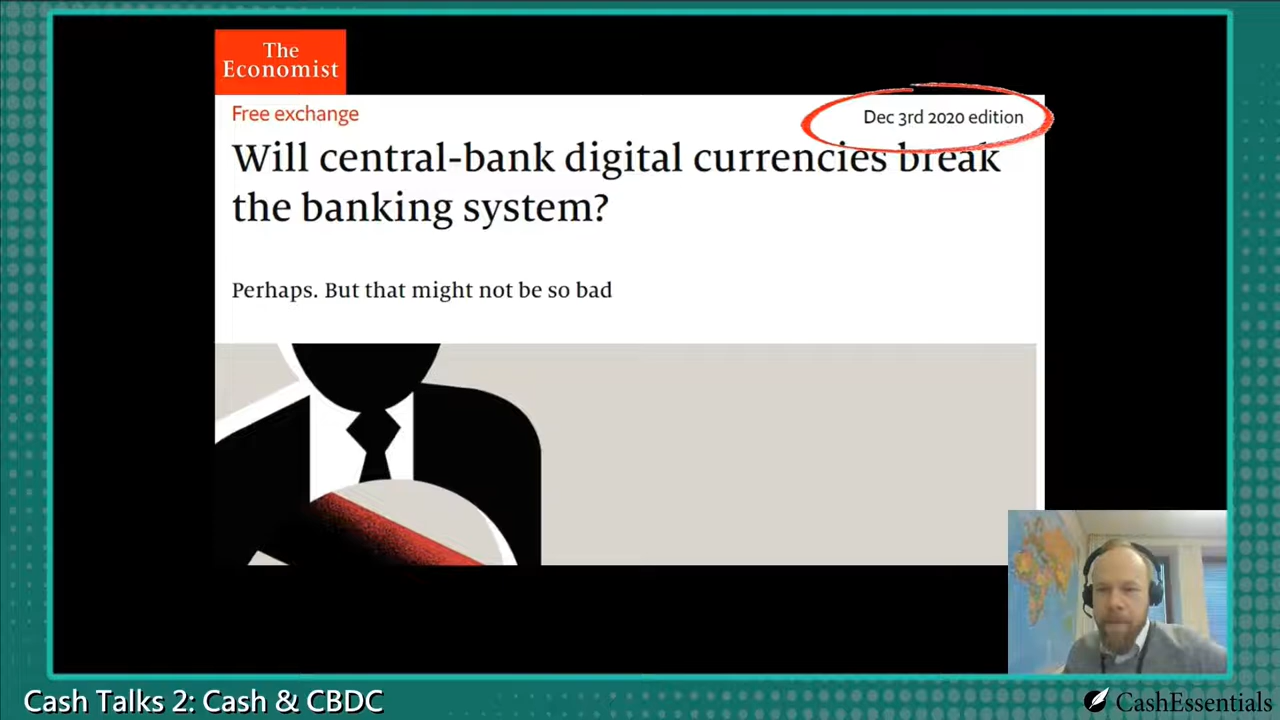 The
Economist
Free exchange
Dec 3rd 2020 edition
Will central-bank digital currencies break
the banking system?
Perhaps. But that might not be so bad
Cash Talks 2: Cash & CBDC
CashEssentials